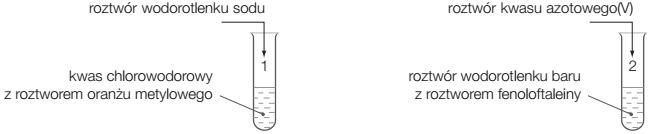 roztwór wodorotlenku sodu
1
kwas chlorowodorowy
z roztworem oranżu metylowego
roztwór kwasu azotowego(V)
2
roztwór wodorotlenku baru
z roztworem fenoloftaleiny